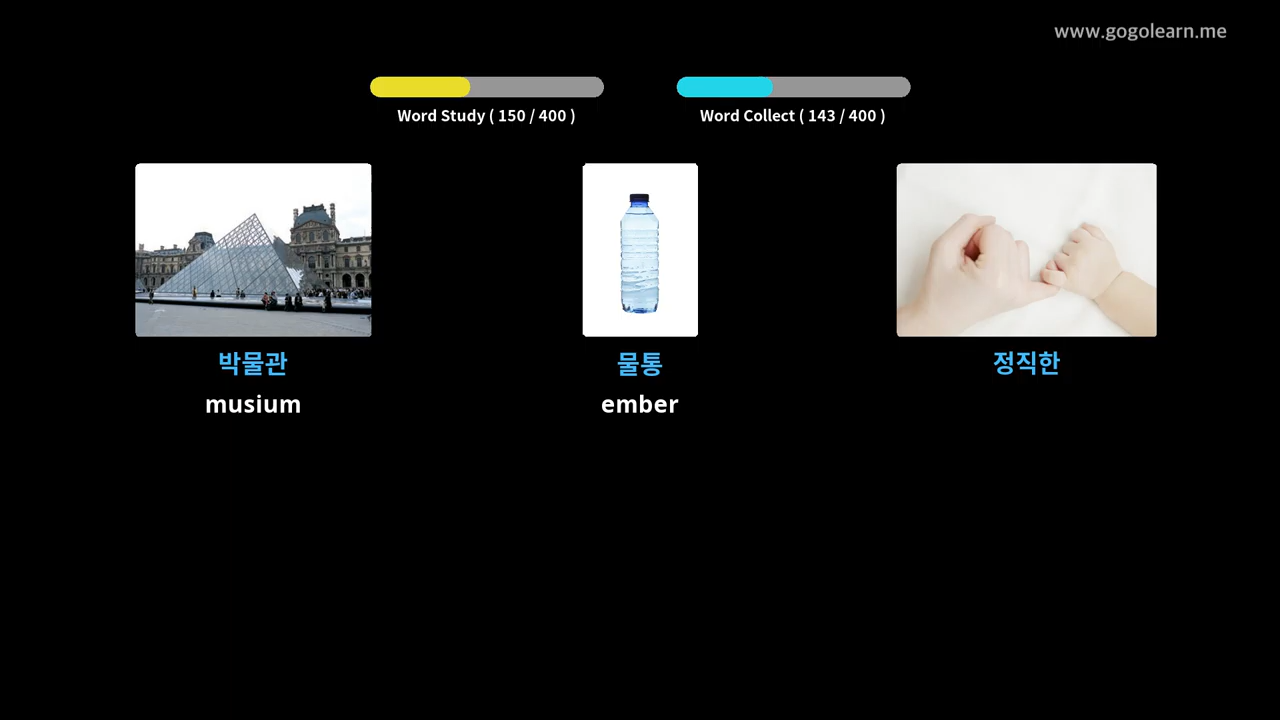 www.gogolearn.me
Word Study ( 150 / 400 )
Word Collect ( 143 / 400 )
박물관
물통
정직한
musium
ember